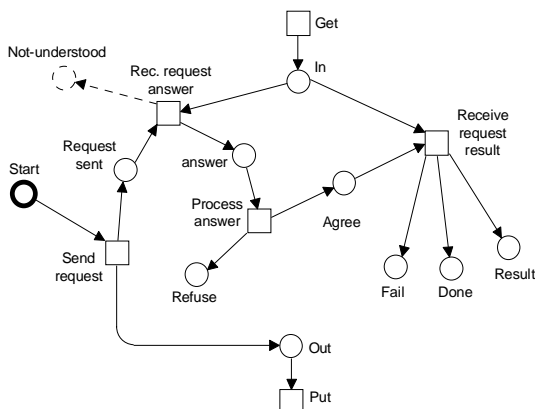 Get
Not-understood
Rec. request
answer
In
Receive
request
result
Request
sent
answer
Start
Process
answer
Agree
Send
request
Refuse
Fail
Done
Result
Out
Put